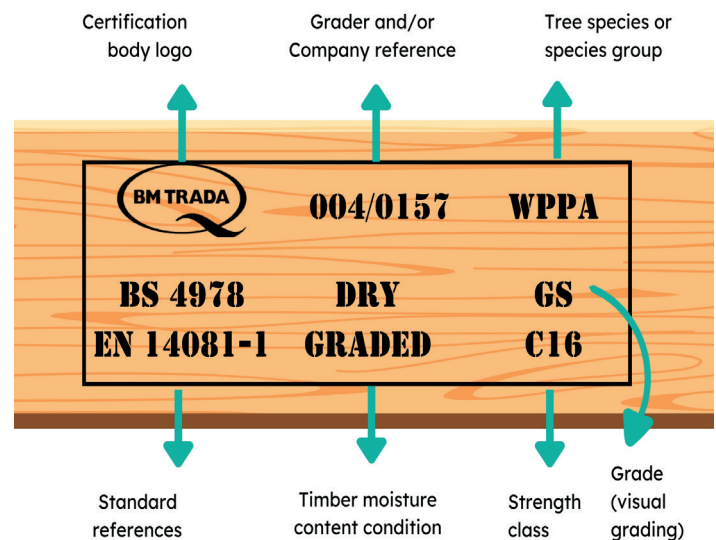 Certification
body logo
Grader and/or
Company reference
Tree species or
species group
BM TRADA
004/0157
WPPA
BS 4978
EN 14081-1
DRY
GRADED
GS
C16
Standard
references
Timber moisture
content condition
Strength
class
Grade
(visual
grading)